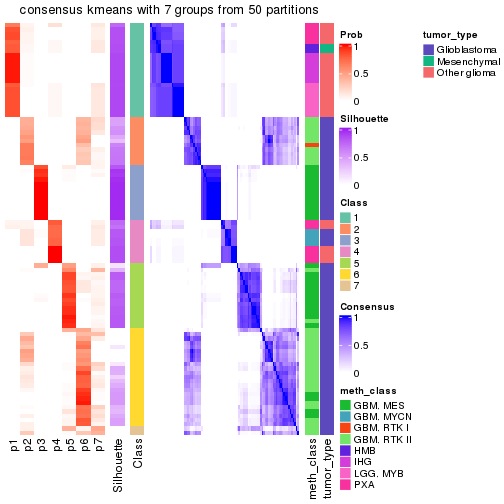 consensus kmeans with 7 groups from 50 partitions
Prob
1
0.5
0
Silhouette
1
0.5
0
Class
1
2
3
4
5
6
7
Consensus
1
0.5
0
meth_class
GBM. MES
GBM. MYCN
GBM. RTK I
GBM. RTK II
HMB
IHG
LGG. MYB
PXA
tumor_type
Glioblastoma
Mesenchymal
Other glioma
p1
p2
p3
p4
p5
p6
p7
Silhouette
Class
meth_class
tumor_type